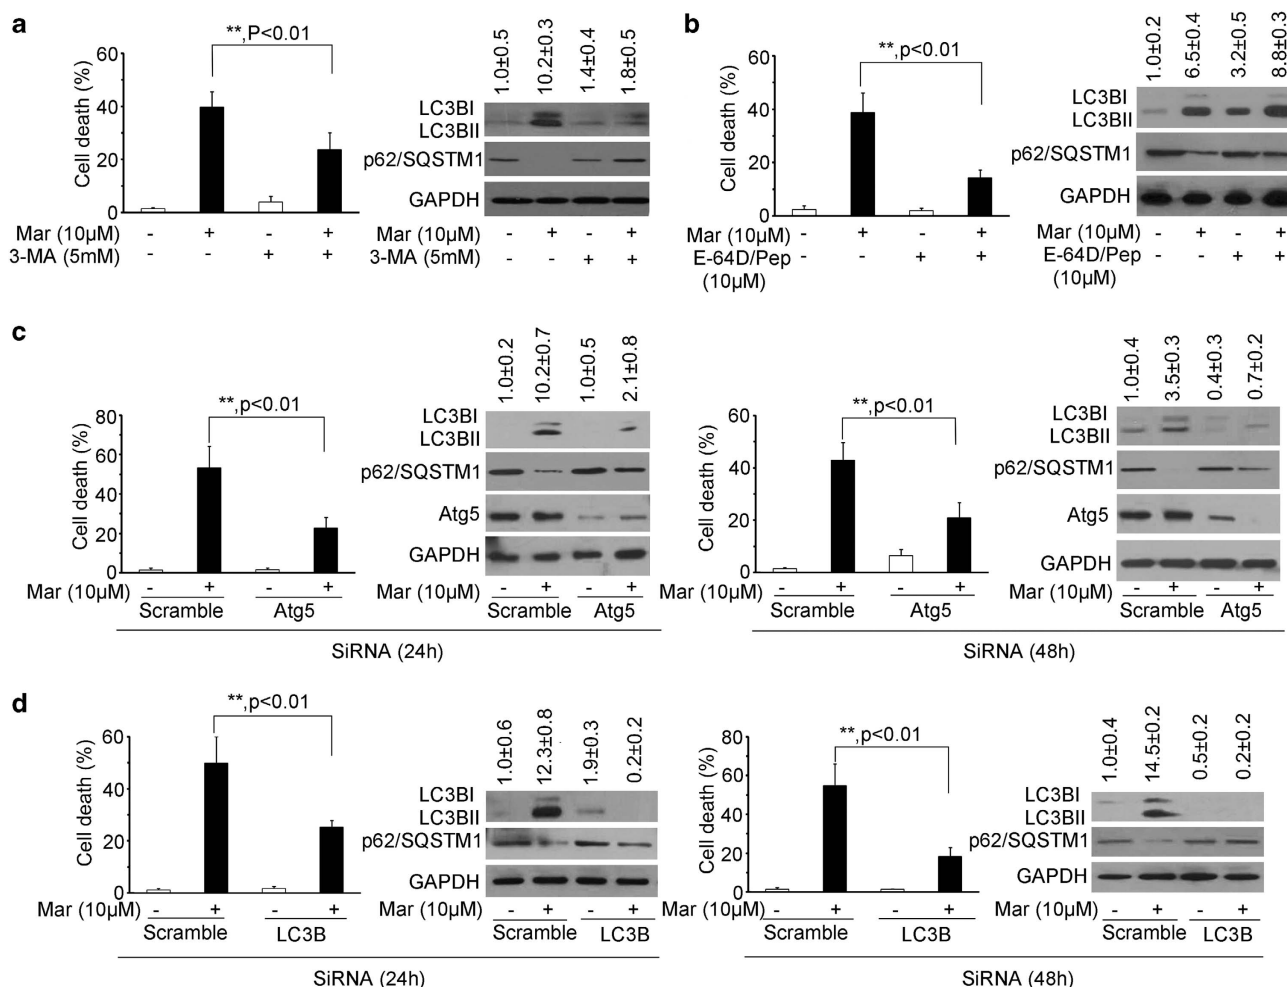 a
**,P<0.01
60
40
20
0
Cell death (%)
Mar (10μM) - + - +
3-MA (5mM) - - + +
1.0±0.5 10.2±0.3 1.4±0.4 1.8±0.5
LC3BI
LC3BII
p62/SQSTM1
GAPDH
Mar (10μM) - + - +
3-MA (5mM) - - + +
b
**,p<0.01
60
40
20
0
Cell death (%)
Mar (10μM) - + - +
E-64D/Pep - - + +
(10μM)
1.0±0.2 6.5±0.4 3.2±0.5 8.8±0.3
LC3BI
LC3BII
p62/SQSTM1
GAPDH
Mar (10μM) - + - +
E-64D/Pep - - + +
(10μM)
c
**,p<0.01
80
60
40
20
0
Cell death (%)
Mar (10μM) - + - +
Scramble Atg5
1.0±0.2 10.2±0.7 1.0±0.5 2.1±0.8
LC3BI
LC3BII
p62/SQSTM1
Atg5
GAPDH
Mar (10μM) - + - +
Scramble Atg5
SiRNA (24h)
**,p<0.01
60
40
20
0
Cell death (%)
Mar (10μM) - + - +
Scramble Atg5
1.0±0.4 3.5±0.3 0.4±0.3 0.7±0.2
LC3BI
LC3BII
p62/SQSTM1
Atg5
GAPDH
Mar (10μM) - + - +
Scramble Atg5
SiRNA (48h)
d
**,p<0.01
60
40
20
0
Cell death (%)
Mar (10μM) - + - +
Scramble LC3B
1.0±0.6 12.3±0.8 1.9±0.3 0.2±0.2
LC3BI
LC3BII
p62/SQSTM1
GAPDH
Mar (10μM) - + - +
Scramble LC3B
SiRNA (24h)
**,p<0.01
80
60
40
20
0
Cell death (%)
Mar (10μM) - + - +
Scramble LC3B
1.0±0.4 14.5±0.2 0.5±0.2 0.2±0.2
LC3BI
LC3BII
p62/SQSTM1
GAPDH
Mar (10μM) - + - +
Scramble LC3B
SiRNA (48h)